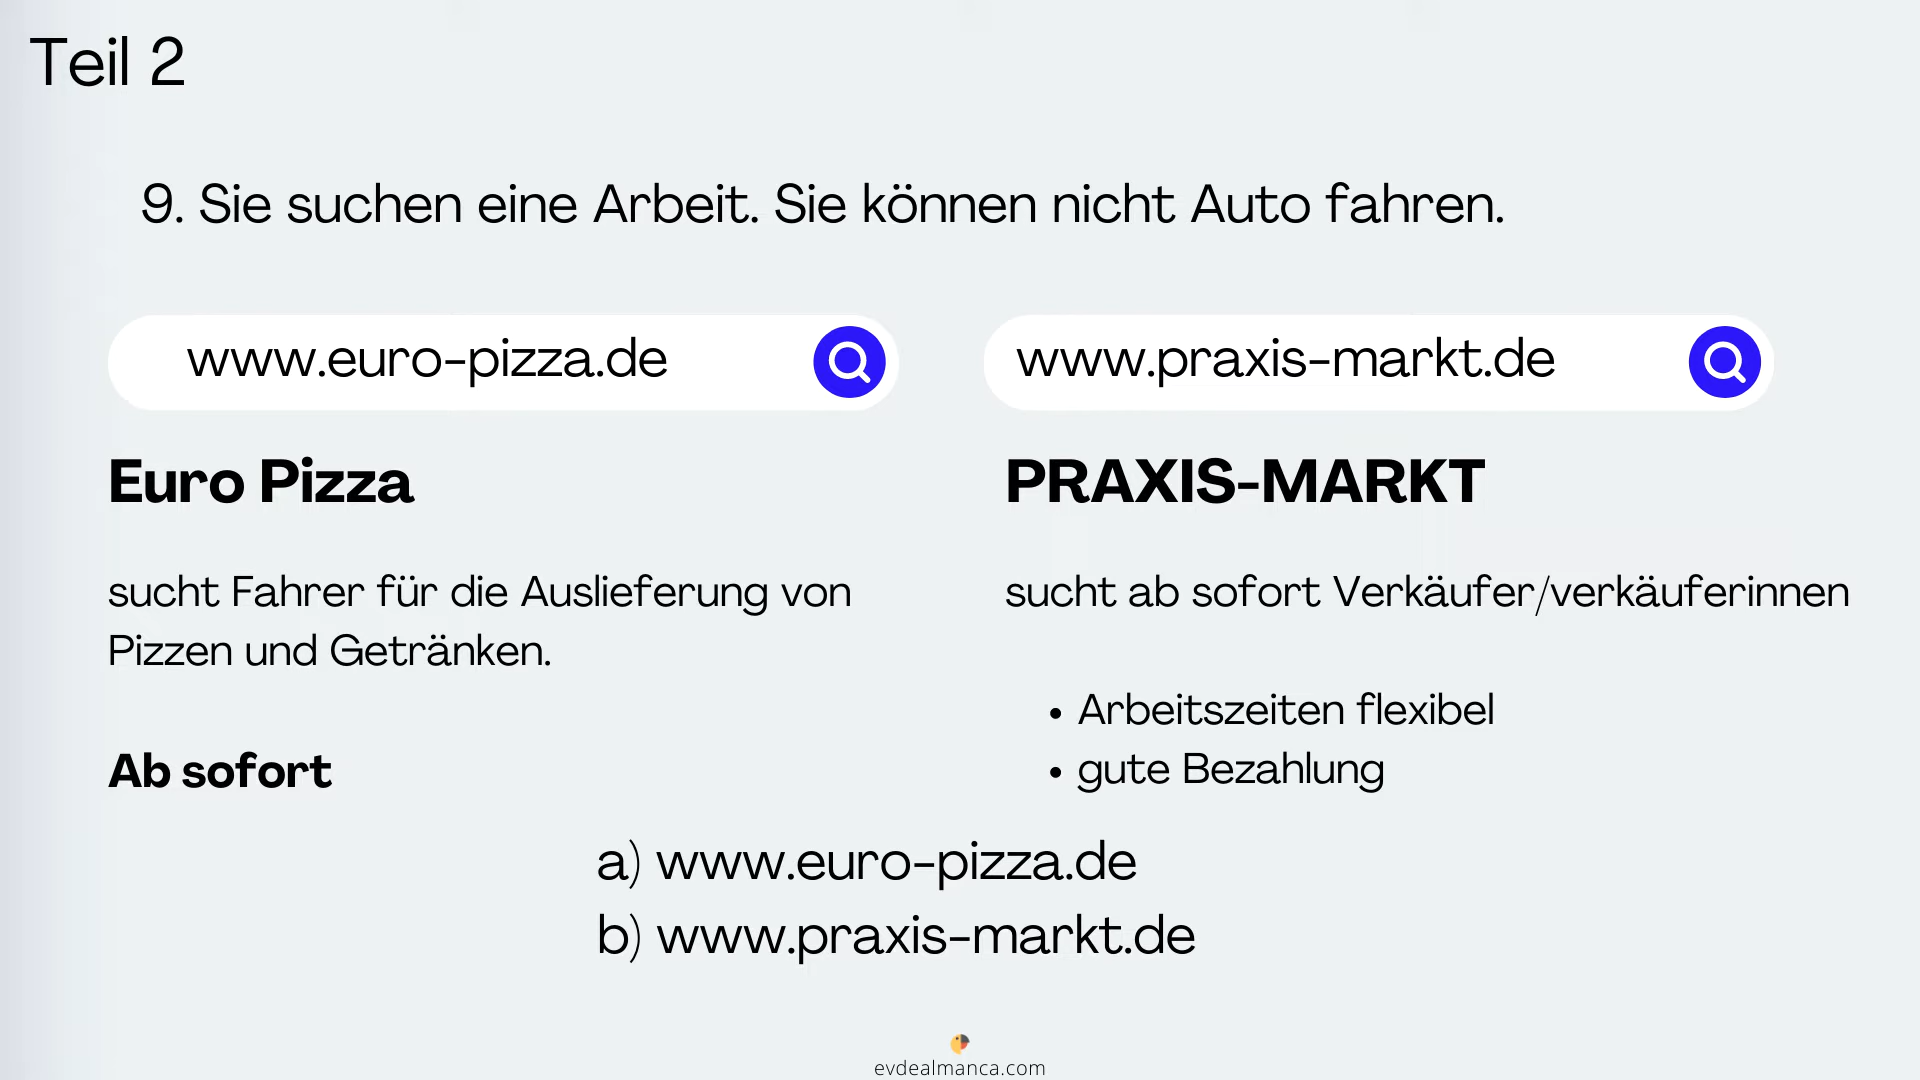 Teil 2
9. Sie suchen eine Arbeit. Sie können nicht Auto fahren.
www.euro-pizza.de
Euro Pizza
sucht Fahrer für die Auslieferung von
Pizzen und Getränken.
Ab sofort
www.praxis-markt.de
PRAXIS-MARKT
sucht ab sofort Verkäufer/verkäuferinnen
• Arbeitszeiten flexibel
• gute Bezahlung
a) www.euro-pizza.de
b) www.praxis-markt.de
evdealmanca.com